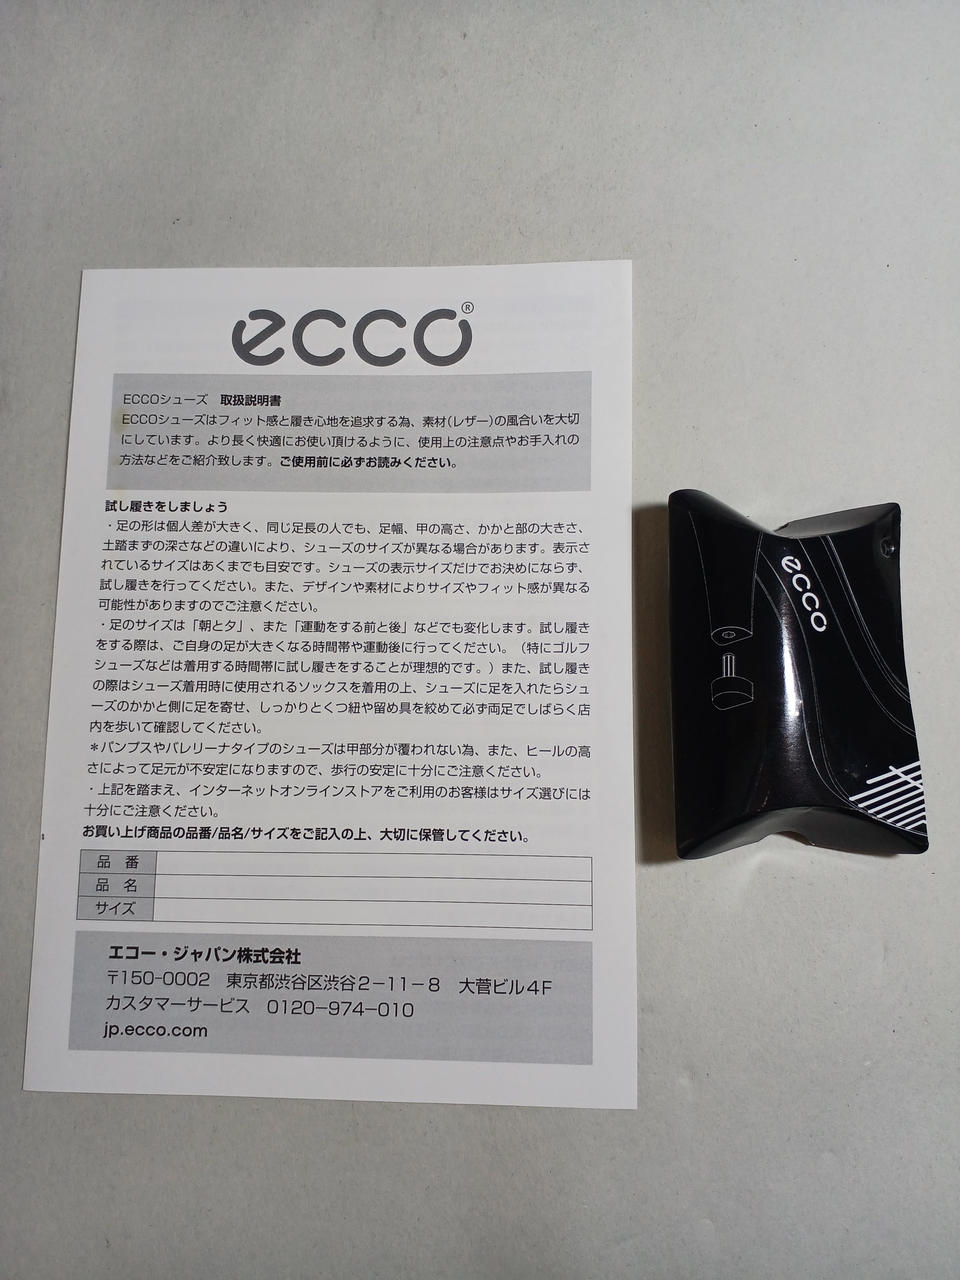 ecco®
ECCOシューズ　取扱説明書
ECCOシューズはフィット感と履き心地を追求する為、素材(レザー)の風合いを大切
にしています。より長く快適にお使い頂けるように、使用上の注意点やお手入れの
方法などをご紹介致します。ご使用前に必ずお読みください。
試し履きをしましょう
・足の形は個人差が大きく、同じ足長の人でも、足幅、甲の高さ、かかと部の大きさ、
土踏まずの深さなどの違いにより、シューズのサイズが異なる場合があります。表示さ
れているサイズはあくまでも目安です。シューズの表示サイズだけでお決めにならず、
試し履きを行ってください。また、デザインや素材によりサイズやフィット感が異なる
可能性がありますのでご注意ください。
・足のサイズは「朝と夕」、また「運動をする前と後」などでも変化します。試し履き
をする際は、ご自身の足が大きくなる時間帯や運動後に行ってください。（特にゴルフ
シューズなどは着用する時間帯に試し履きをすることが理想的です。）また、試し履き
の際はシューズ着用時に使用されるソックスを着用の上、シューズに足を入れたらシュ
ーズのかかと側に足を寄せ、しっかりとくつ紐や留め具を絞めて必ず両足でしばらく店
内を歩いて確認してください。
＊パンプスやバレリーナタイプのシューズは甲部分が覆われない為、また、ヒールの高
さによって足元が不安定になりますので、歩行の安定に十分にご注意ください。
・上記を踏まえ、インターネットオンラインストアをご利用のお客様はサイズ選びには
十分にご注意ください。
お買い上げ商品の品番/品名/サイズをご記入の上、大切に保管してください。
品　番
品　名
サイズ
エコー・ジャパン株式会社
〒150-0002　東京都渋谷区渋谷2－11－8　大菅ビル4F
カスタマーサービス　0120－974－010
jp.ecco.com
ecco